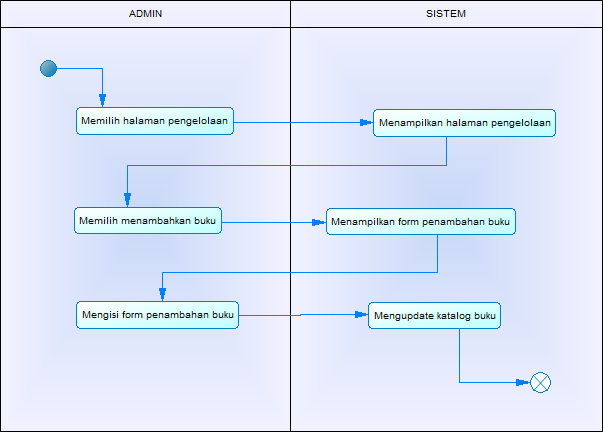 ADMIN
SISTEM
Memilih halaman pengelolaan
Menampilkan halaman pengelolaan
Memilih menambahkan buku
Menampilkan form penambahan buku
Mengisi form penambahan buku
Mengupdate katalog buku